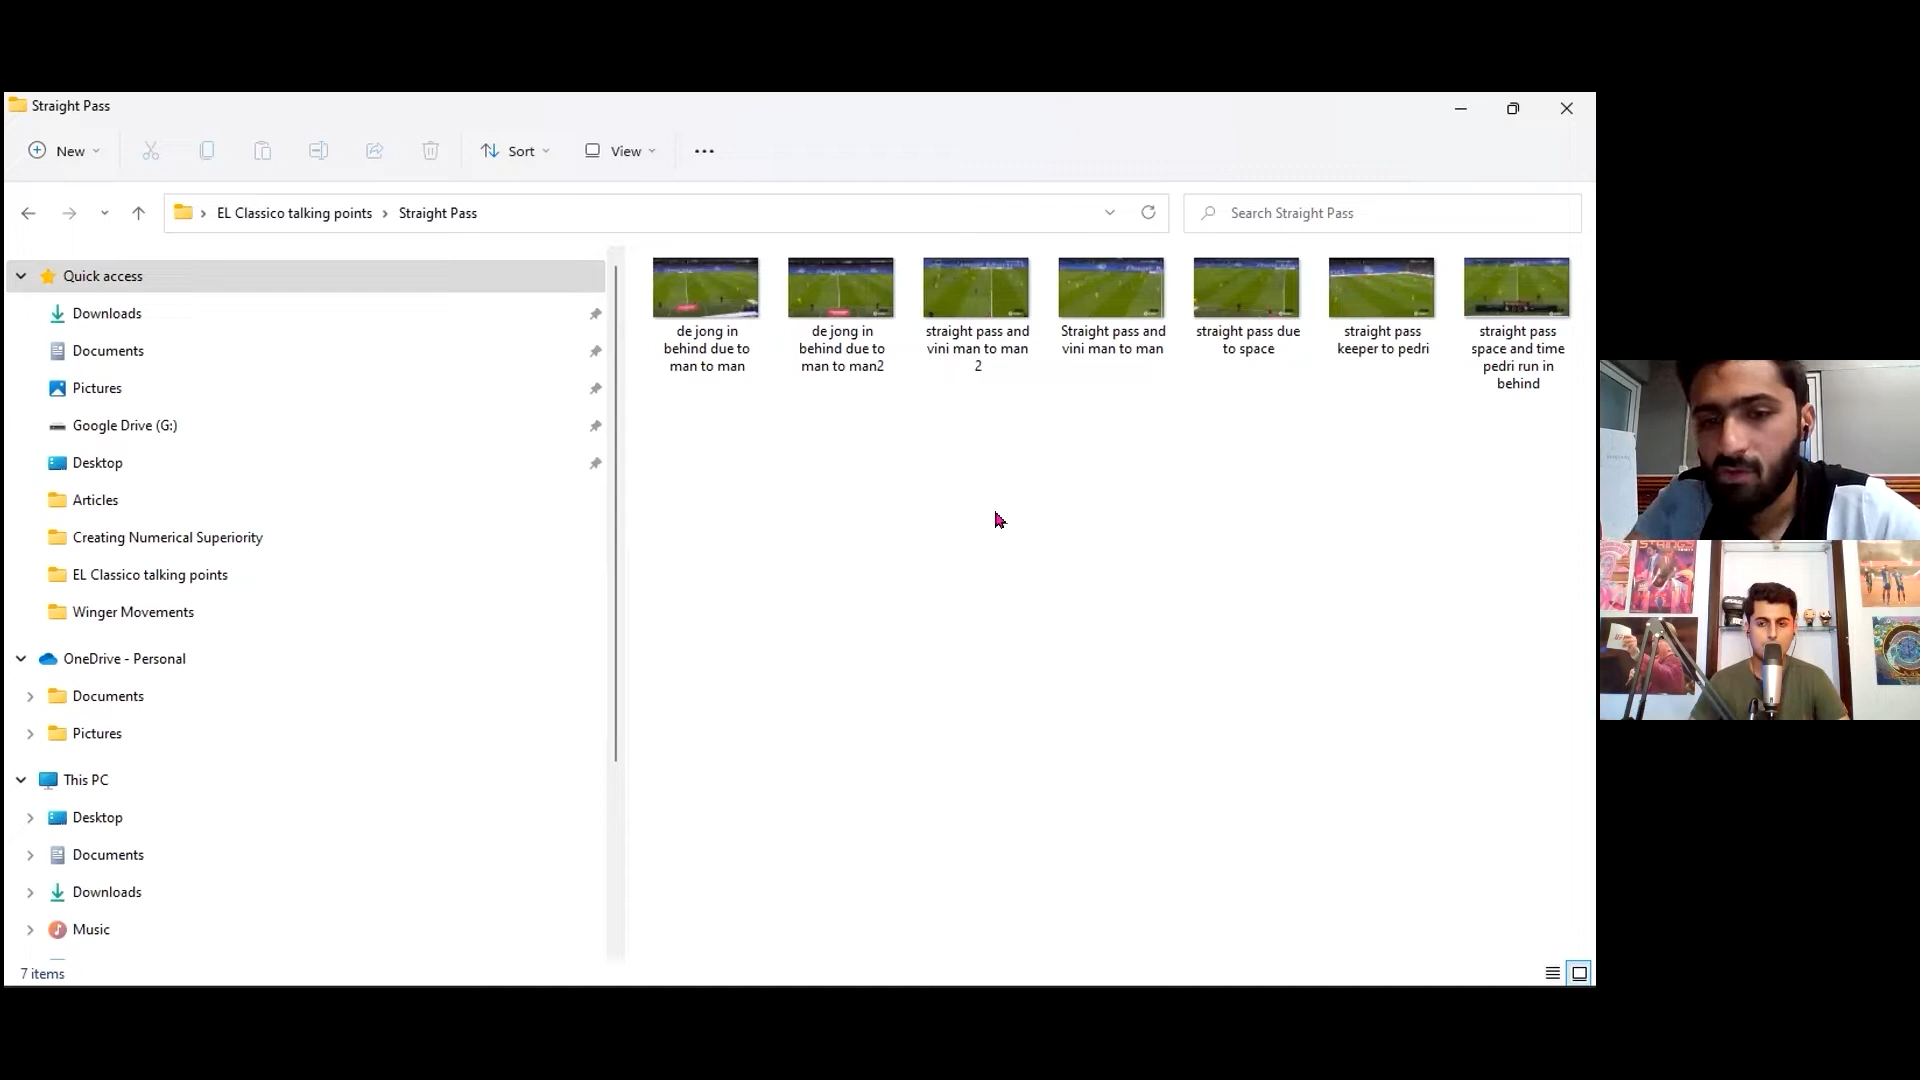 Straight Pass
New
Sort
View
EL Classico talking points
Straight Pass
Search Straight Pass
Quick access
Downloads
Documents
Pictures
Google Drive (G:)
Desktop
Articles
Creating Numerical Superiority
EL Classico talking points
Winger Movements
OneDrive - Personal
Documents
Pictures
This PC
Desktop
Documents
Downloads
Music
de jong in
behind due to
man to man
de jong in
behind due to
man to man2
straight pass and
vini man to man
2
Straight pass and
vini man to man
straight pass due
to space
straight pass
keeper to pedri
straight pass
space and time
pedri run in
behind
7 items
STRINGS